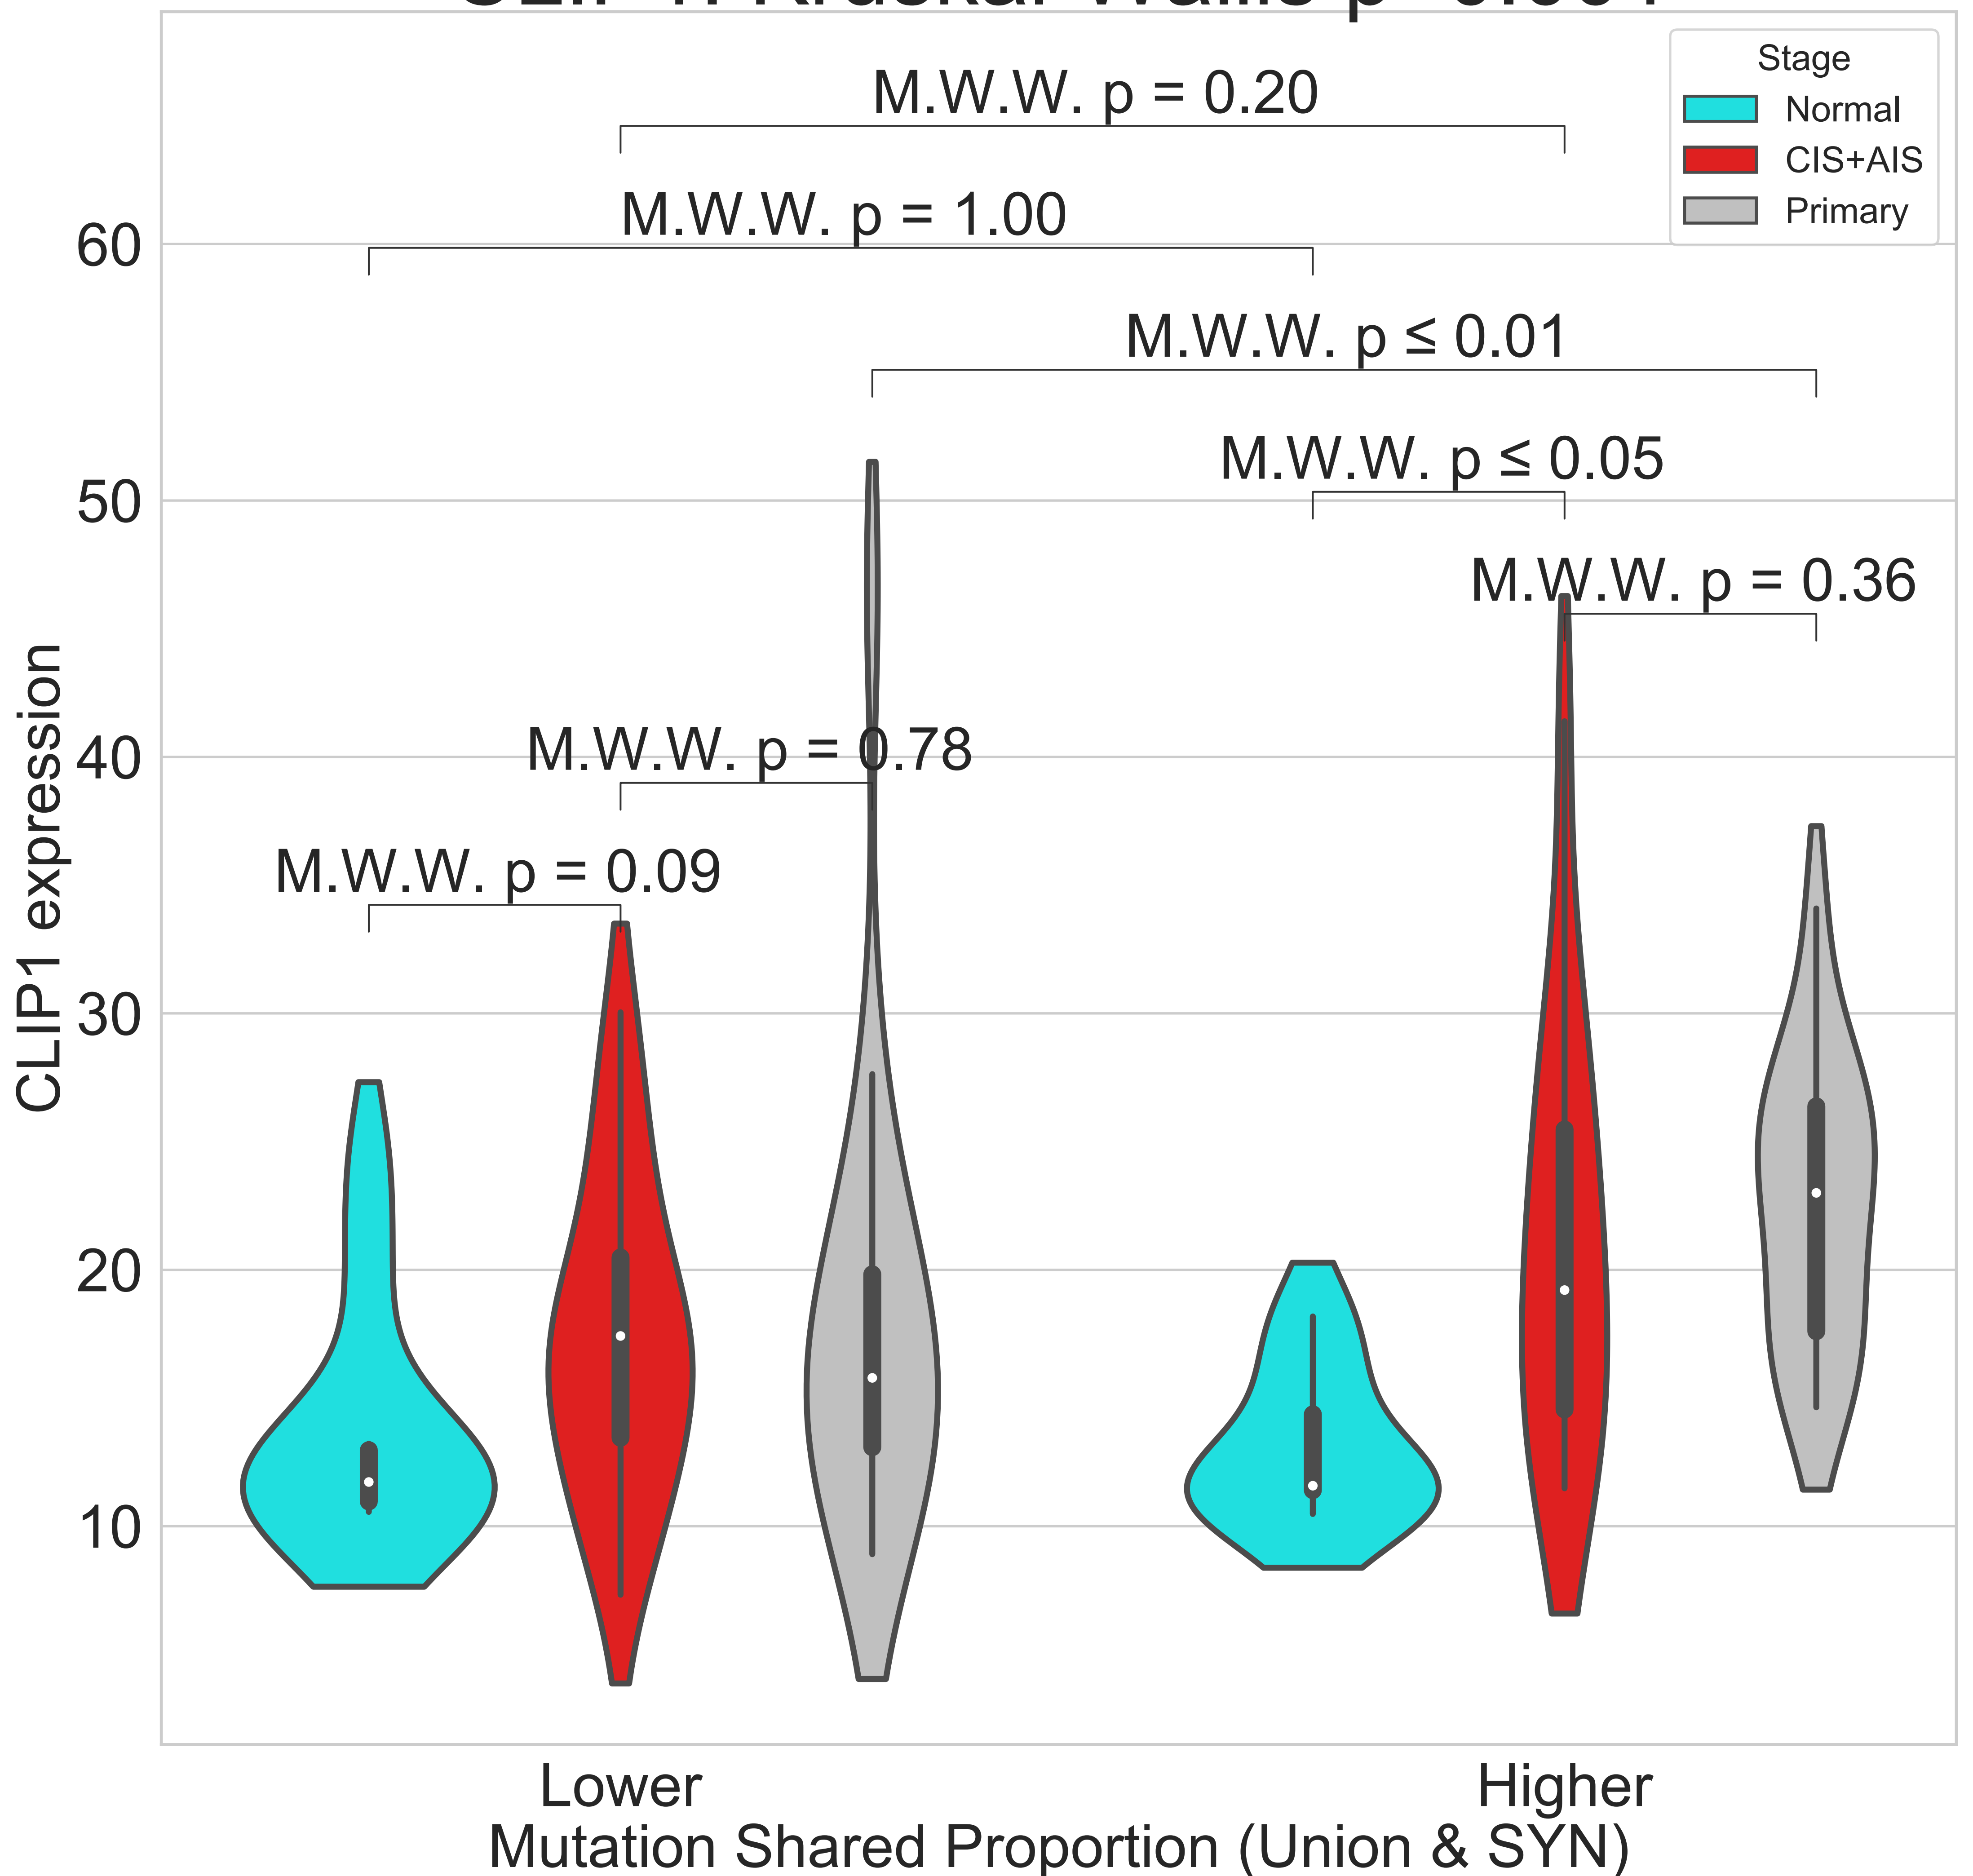 Stage
Normal
CIS+AIS
Primary
M.W.W. p = 0.20
M.W.W. p = 1.00
M.W.W. p ≤ 0.01
M.W.W. p ≤ 0.05
M.W.W. p = 0.36
M.W.W. p = 0.78
M.W.W. p = 0.09
CLIP1 expression
60
50
40
30
20
10
Lower
Higher
Mutation Shared Proportion (Union & SYN)